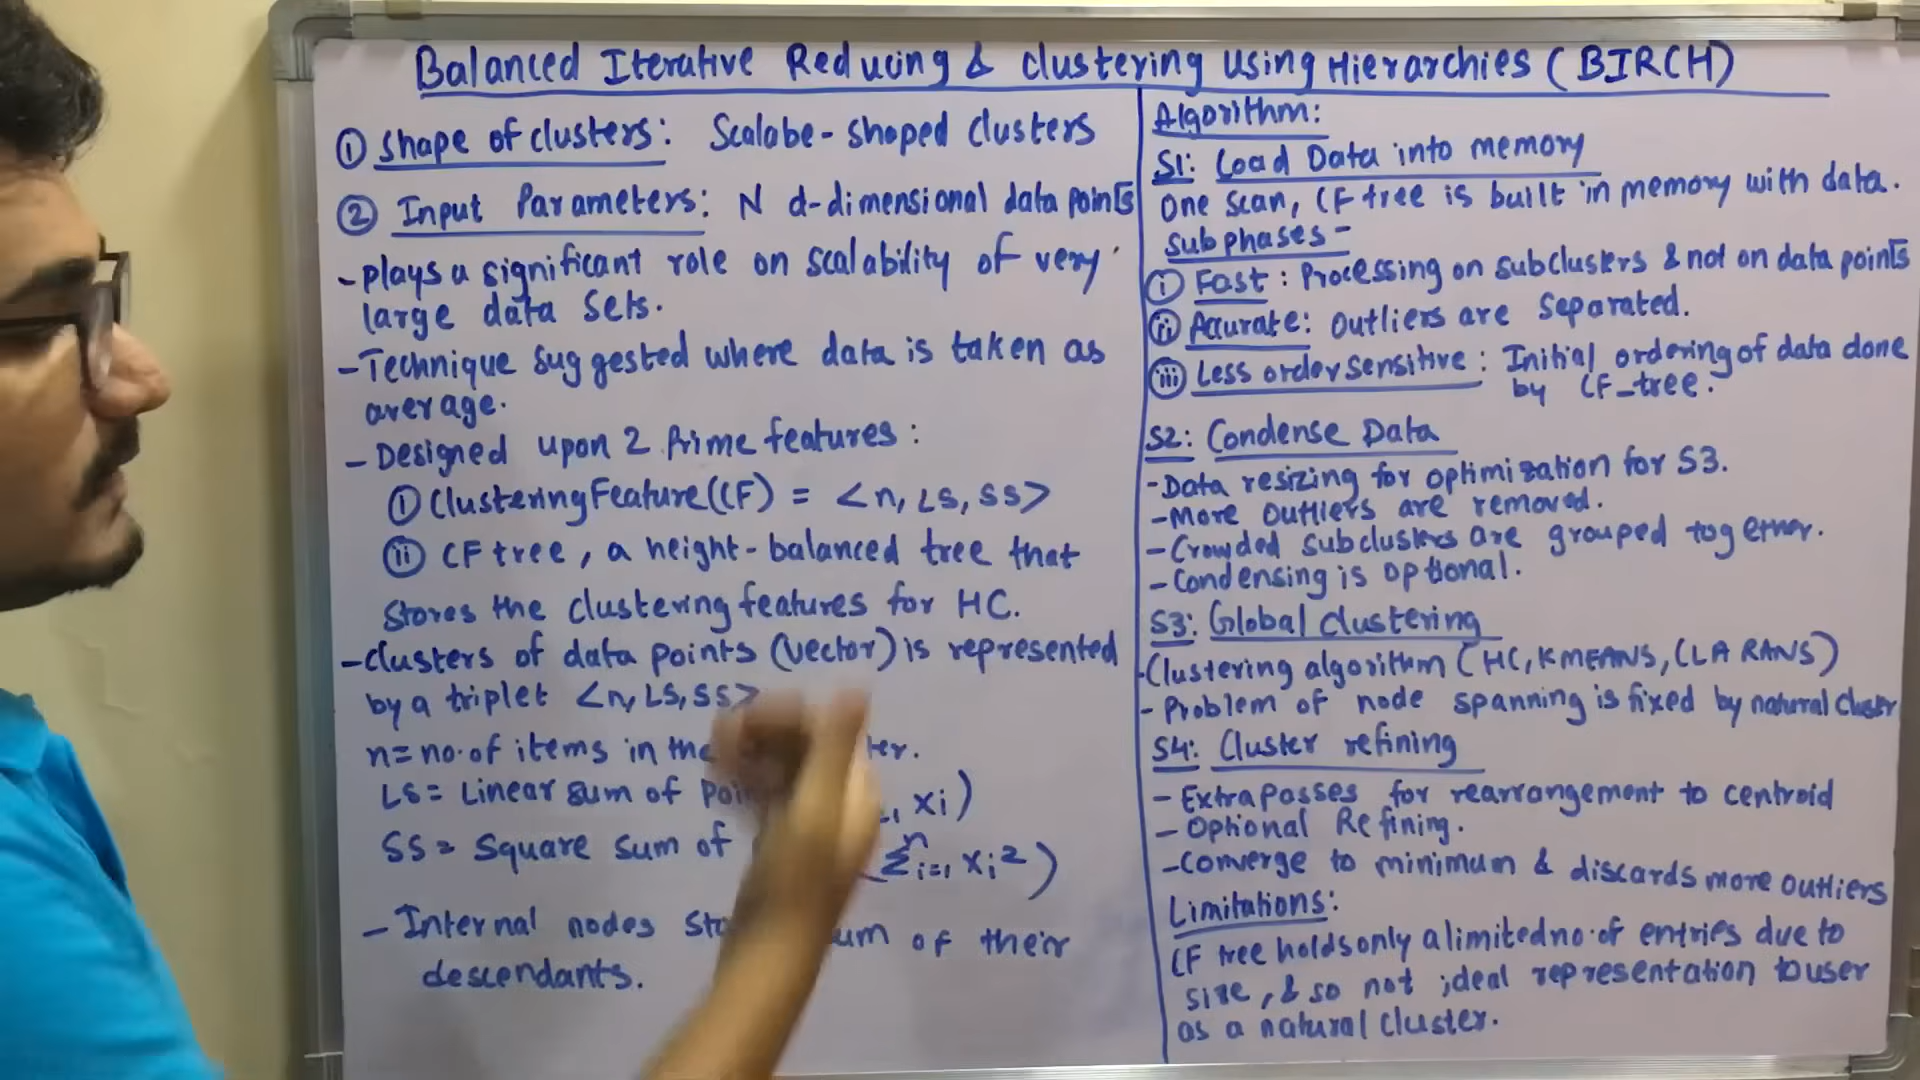 Balanced Iterative Reducing & clustering using Hierarchies (BIRCH)
① shape of clusters: Scalabe-shaped clusters
② Input Parameters: N d-dimensional data points
-plays a significant role on scalability of very
large data sets.
-Technique suggested where data is taken as
average.
- Designed upon 2 Prime features:
① Clustering Feature (CF) = <n, LS, SS>
ⅱ CF tree, a height-balanced tree that
stores the clustering features for HC.
-clusters of data points (vector) is represented
by a triplet <n, LS, SS>
n= no. of items in the
LS = Linear sum of xi)
SS = Square sum of (Σⁿi=1 xi²)
- Internal nodes of their
descendants.
Algorithm:
S1: Load Data into memory
One scan, CF tree is built in memory with data.
subphases-
ⅰ Fast: Processing on subclusters & not on data points
ⅱ Accurate: Outliers are separated.
ⅲ Less order sensitive: Initial ordering of data done
by CF_tree.
S2: Condense Data
-Data resizing for optimization for S3.
-More outliers are removed.
-Crowded subclusters are grouped together.
-Condensing is optional.
S3: Global clustering
-Clustering algorithm (HC, KMEANS, CLARANS)
- Problem of node spanning is fixed by natural cluster
S4: Cluster refining
- Extra passes for rearrangement to centroid
- Optional Refining.
-Converge to minimum & discards more outliers
Limitations:
CF tree holds only a limited no. of entries due to
size, & so not ideal representation to user
as a natural cluster.